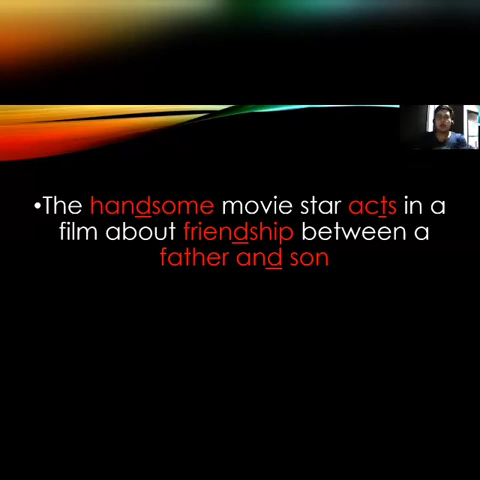 •The handsome movie star acts in a
film about friendship between a
father and son